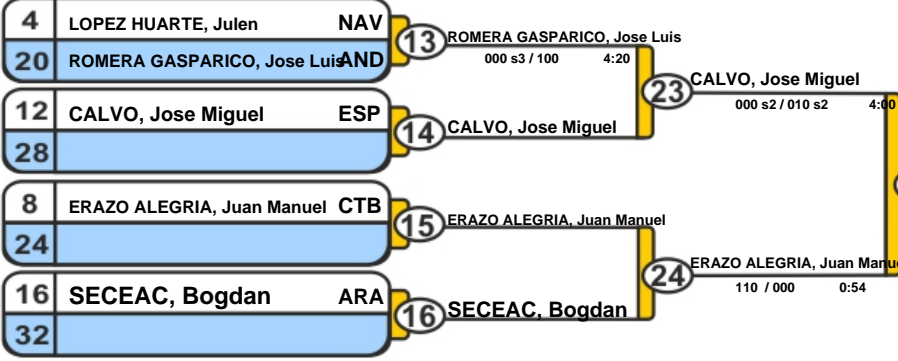 4 LOPEZ HUARTE, Julen NAV
20 ROMERA GASPARICO, Jose Luis AND
13 ROMERA GASPARICO, Jose Luis
000 s3 / 100 4:20
12 CALVO, Jose Miguel ESP
28
14 CALVO, Jose Miguel
23 CALVO, Jose Miguel
000 s2 / 010 s2 4:00
8 ERAZO ALEGRIA, Juan Manuel CTB
24
15 ERAZO ALEGRIA, Juan Manuel
16 SECEAC, Bogdan ARA
32
16 SECEAC, Bogdan
24 ERAZO ALEGRIA, Juan Manue
110 / 000 0:54